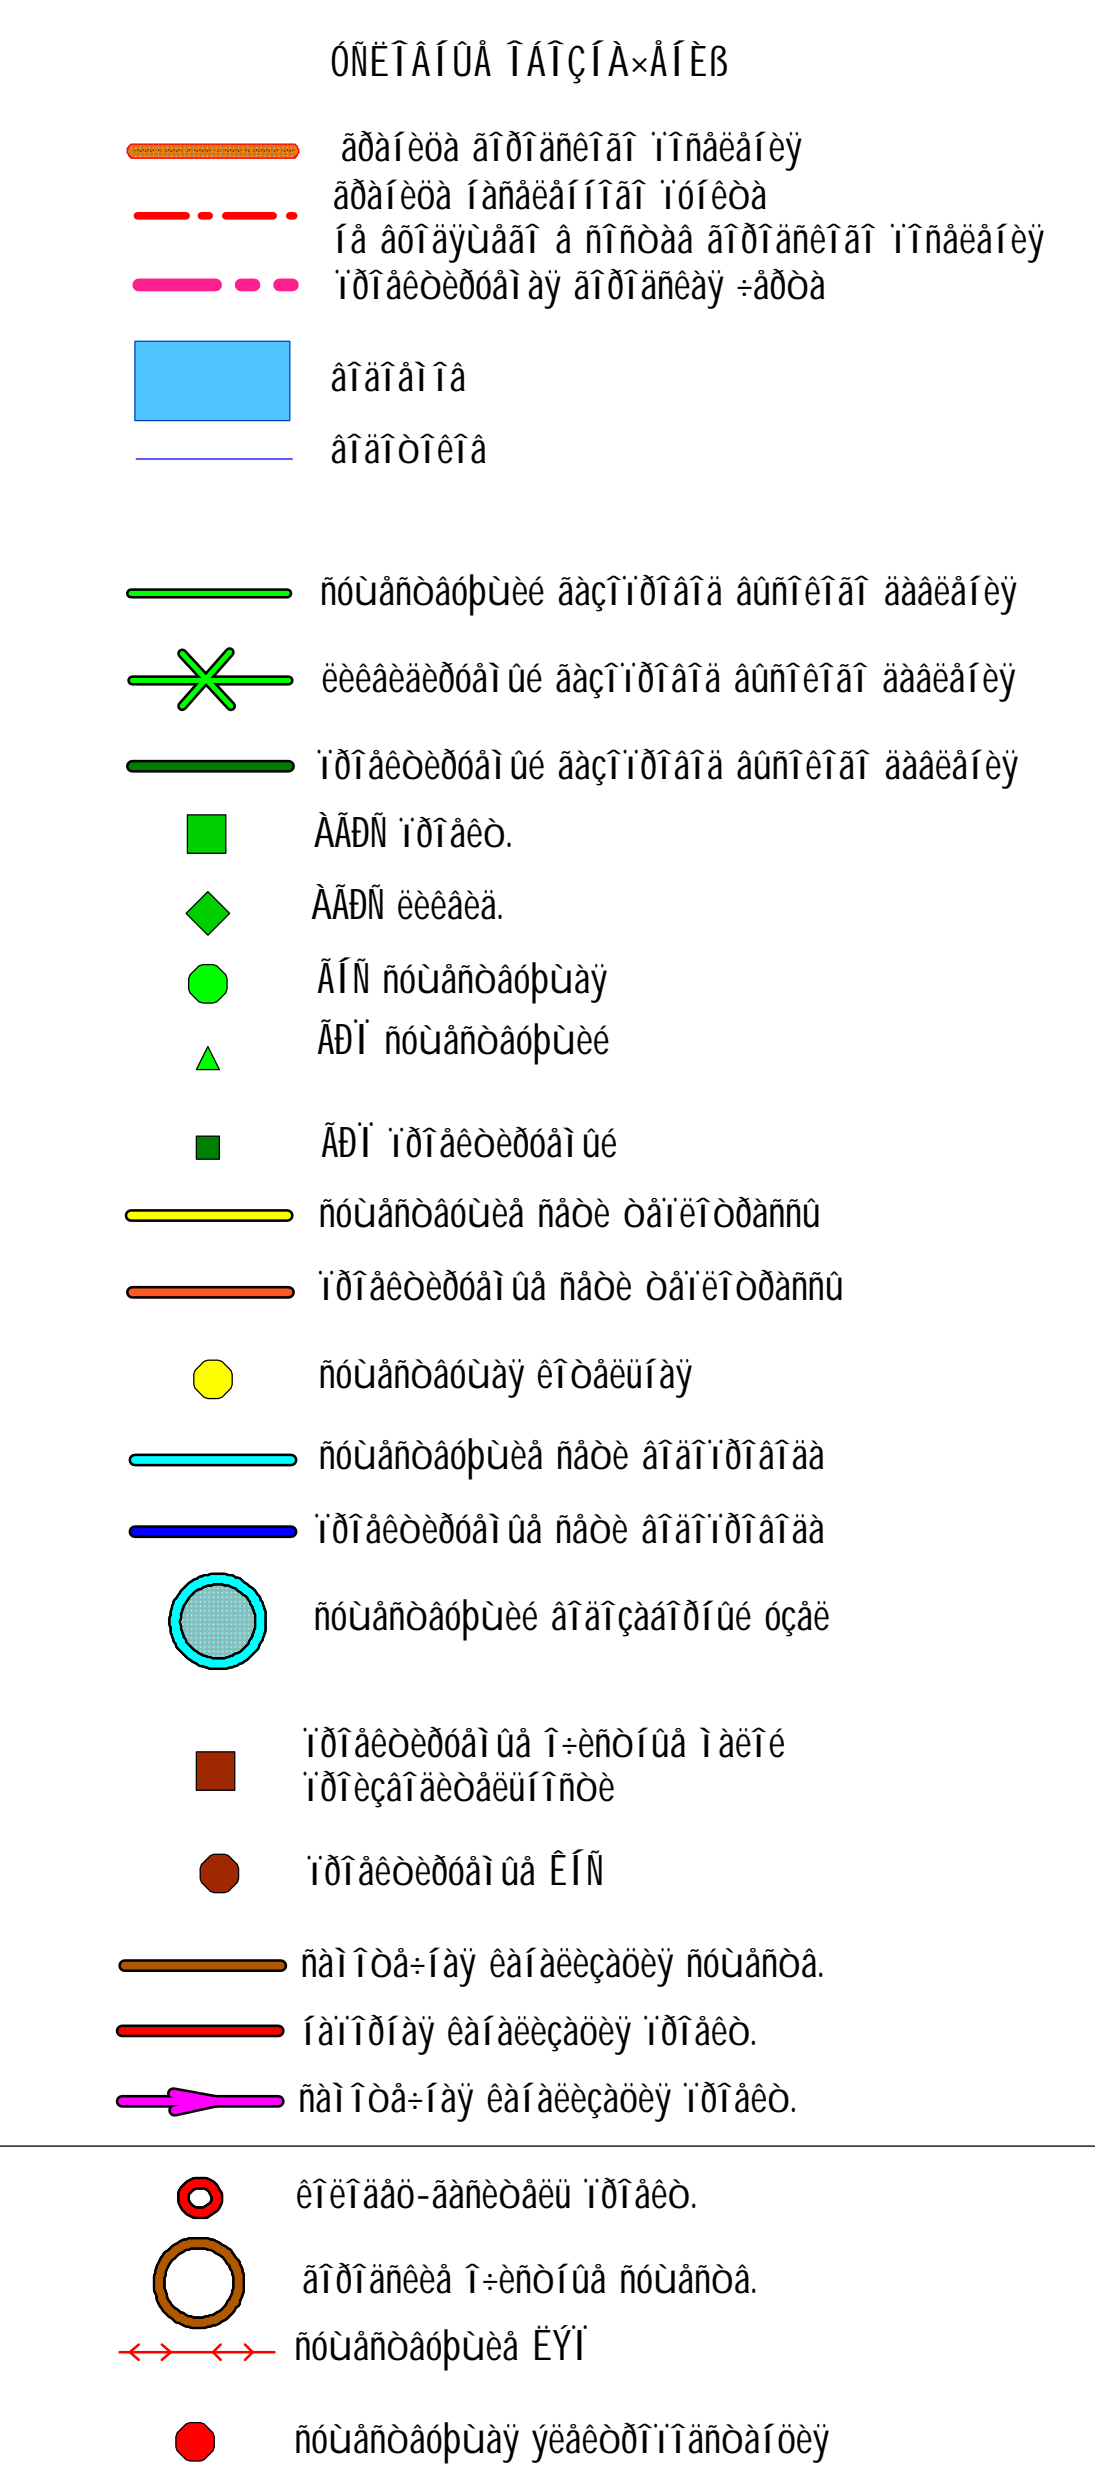 ÓÑËÎÂÍÛÅ ÎÁÎÇÍÀ×ÅÍÈß
ãðàíèöà ãîðîäñêîãî ïîñåëåíèÿ
ãðàíèöà íàñåëåííîãî ïóíêòà
íå âõîäÿùåãî â ñîñòàâ ãîðîäñêîãî ïîñåëåíèÿ
ïðîåêòèðóåìàÿ ãîðîäñêàÿ ÷åðòà
âîäîåìîâ
âîäîòîêîâ
ñóùåñòâóþùèé ãàçîïðîâîä âûñîêîãî äàâëåíèÿ
ëèêâèäèðóåìûé ãàçîïðîâîä âûñîêîãî äàâëåíèÿ
ïðîåêòèðóåìûé ãàçîïðîâîä âûñîêîãî äàâëåíèÿ
ÀÃÐÑ ïðîåêò.
ÀÃÐÑ ëèêâèä.
ÃÍÑ ñóùåñòâóþùàÿ
ÃÐÏ ñóùåñòâóþùèé
ÃÐÏ ïðîåêòèðóåìûé
ñóùåñòâóùèå ñåòè òåïëîòðàññû
ïðîåêòèðóåìûå ñåòè òåïëîòðàññû
ñóùåñòâóùàÿ êîòåëüíàÿ
ñóùåñòâóþùèå ñåòè âîäîïðîâîäà
ïðîåêòèðóåìûå ñåòè âîäîïðîâîäà
ñóùåñòâóþùèé âîäîçàáîðíûé óçåë
ïðîåêòèðóåìûå î÷èñòíûå ìàëîé
ïðîèçâîäèòåëüíîñòè
ïðîåêòèðóåìûå ÊÍÑ
ñàìîòå÷íàÿ êàíàëèçàöèÿ ñóùåñòâ.
íàïîðíàÿ êàíàëèçàöèÿ ïðîåêò.
ñàìîòå÷íàÿ êàíàëèçàöèÿ ïðîåêò.
êîëîäåö-ãàñèòåëü ïðîåêò.
ãîðîäñêèå î÷èñòíûå ñóùåñòâ.
ñóùåñòâóþùèå ËÝÏ
ñóùåñòâóþùàÿ ýëåêòðîïîäñòàíöèÿ